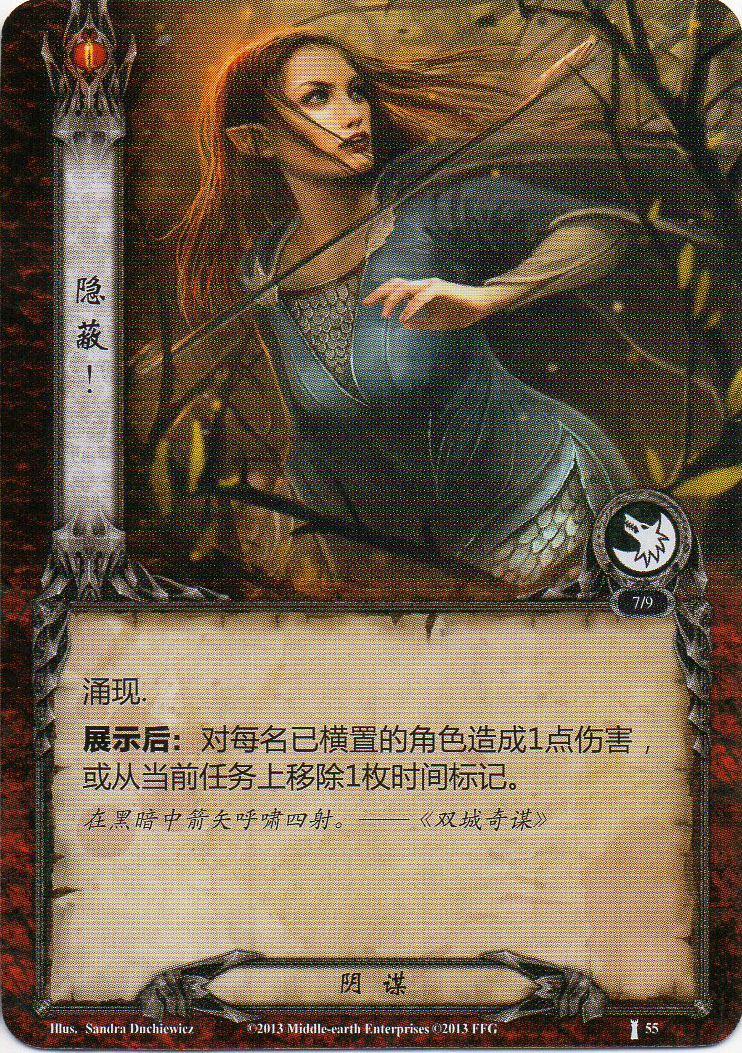 隐蔽！
7/9
涌现.
展示后：对每名已横置的角色造成1点伤害，
或从当前任务上移除1枚时间标记。
在黑暗中箭矢呼啸四射。——《双城奇谋》
阴谋
Illus. Sandra Duchiewicz ©2013 Middle-earth Enterprises ©2013 FFG 55